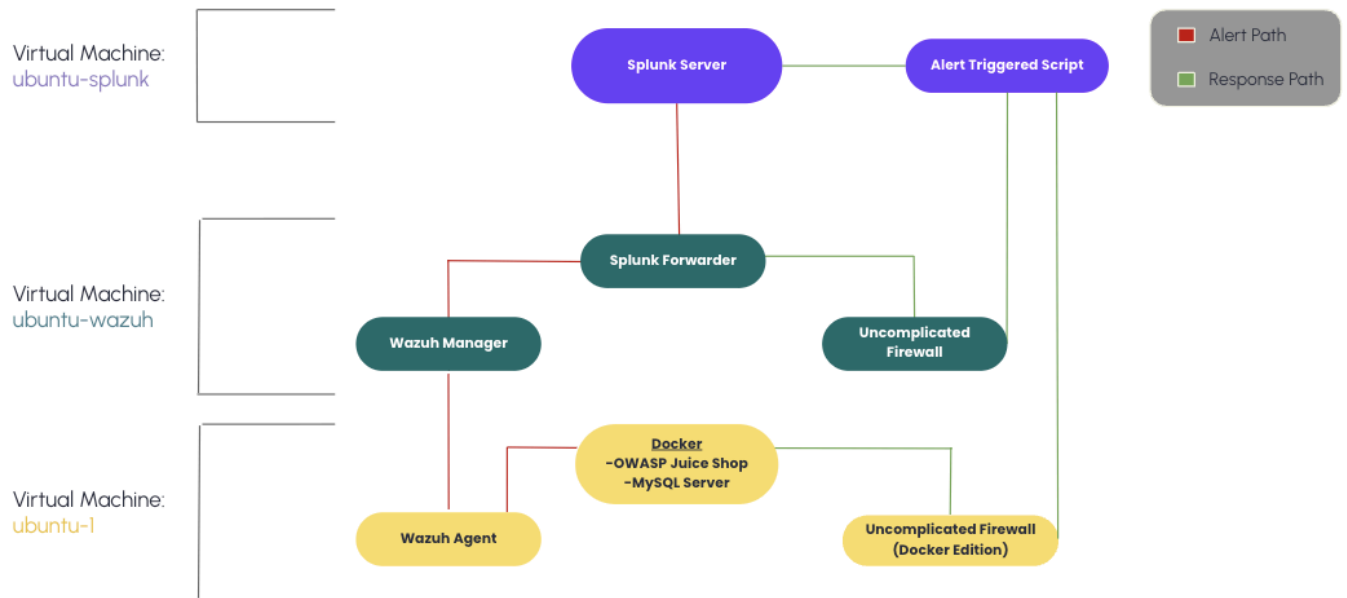 Virtual Machine:
ubuntu-splunk
Splunk Server
Alert Triggered Script
Alert Path
Response Path
Virtual Machine:
ubuntu-wazuh
Splunk Forwarder
Wazuh Manager
Uncomplicated
Firewall
Virtual Machine:
ubuntu-1
Docker
-OWASP Juice Shop
-MySQL Server
Wazuh Agent
Uncomplicated Firewall
(Docker Edition)